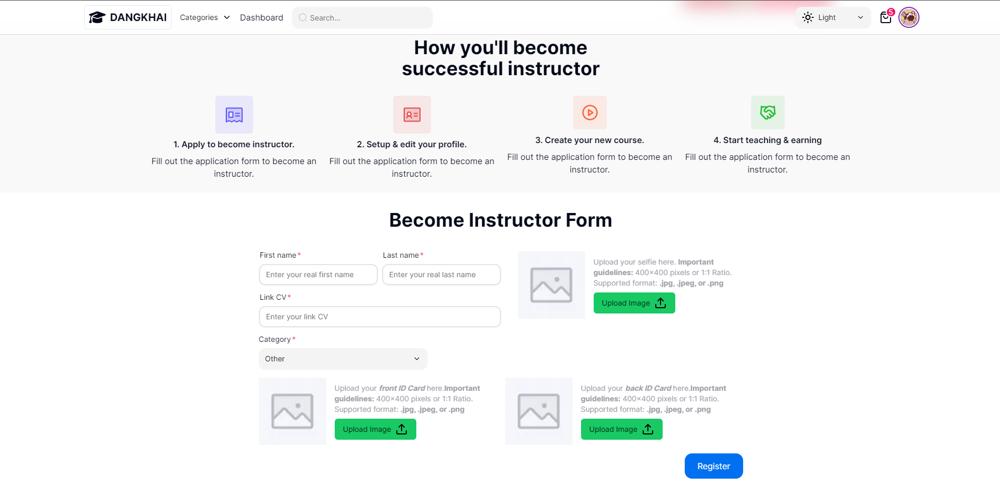 DANGKHAI
Categories
Dashboard
Search...
Light
5
How you'll become
successful instructor
1. Apply to become instructor.
Fill out the application form to become an
instructor.
2. Setup & edit your profile.
Fill out the application form to become an
instructor.
3. Create your new course.
Fill out the application form to become an
instructor.
4. Start teaching & earning
Fill out the application form to become an
instructor.
Become Instructor Form
First name*
Enter your real first name
Last name*
Enter your real last name
Link CV*
Enter your link CV
Category*
Other
Upload your selfie here. Important
guidelines: 400×400 pixels or 1:1 Ratio.
Supported format: .jpg, .jpeg, or .png
Upload Image
Upload your front ID Card here.Important
guidelines: 400×400 pixels or 1:1 Ratio.
Supported format: .jpg, .jpeg, or .png
Upload Image
Upload your back ID Card here.Important
guidelines: 400×400 pixels or 1:1 Ratio.
Supported format: .jpg, .jpeg, or .png
Upload Image
Register